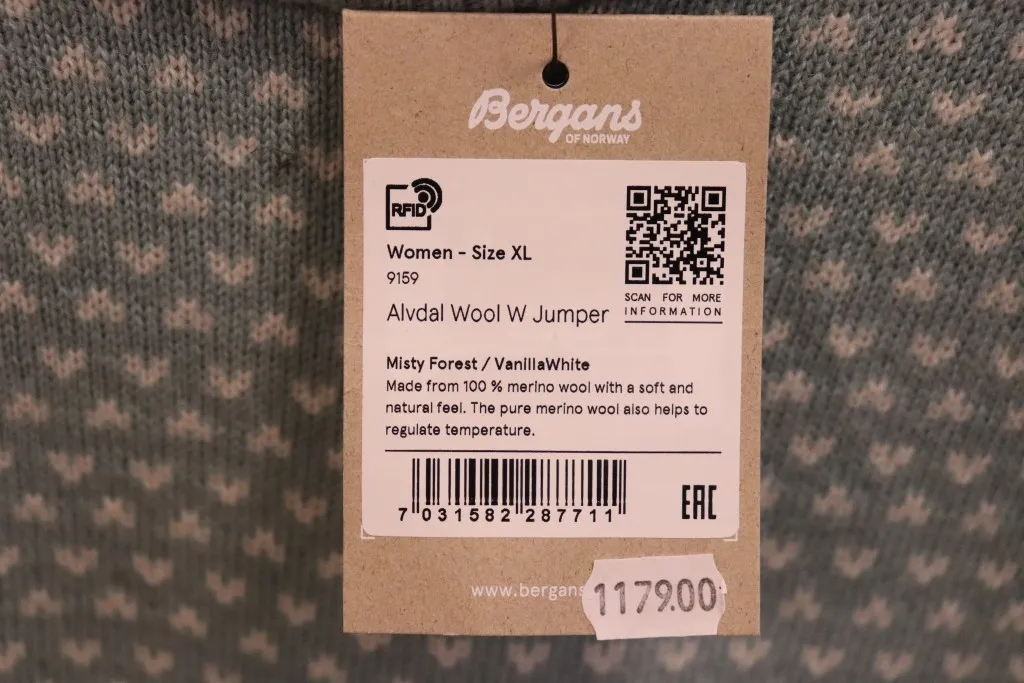 Bergans
OF NORWAY
RFID
Women - Size XL
9159
Alvdal Wool W Jumper
SCAN FOR MORE
INFORMATION
Misty Forest / VanillaWhite
Made from 100 % merino wool with a soft and
natural feel. The pure merino wool also helps to
regulate temperature.
7 031582 287711
EAC
www.bergans
1179.00